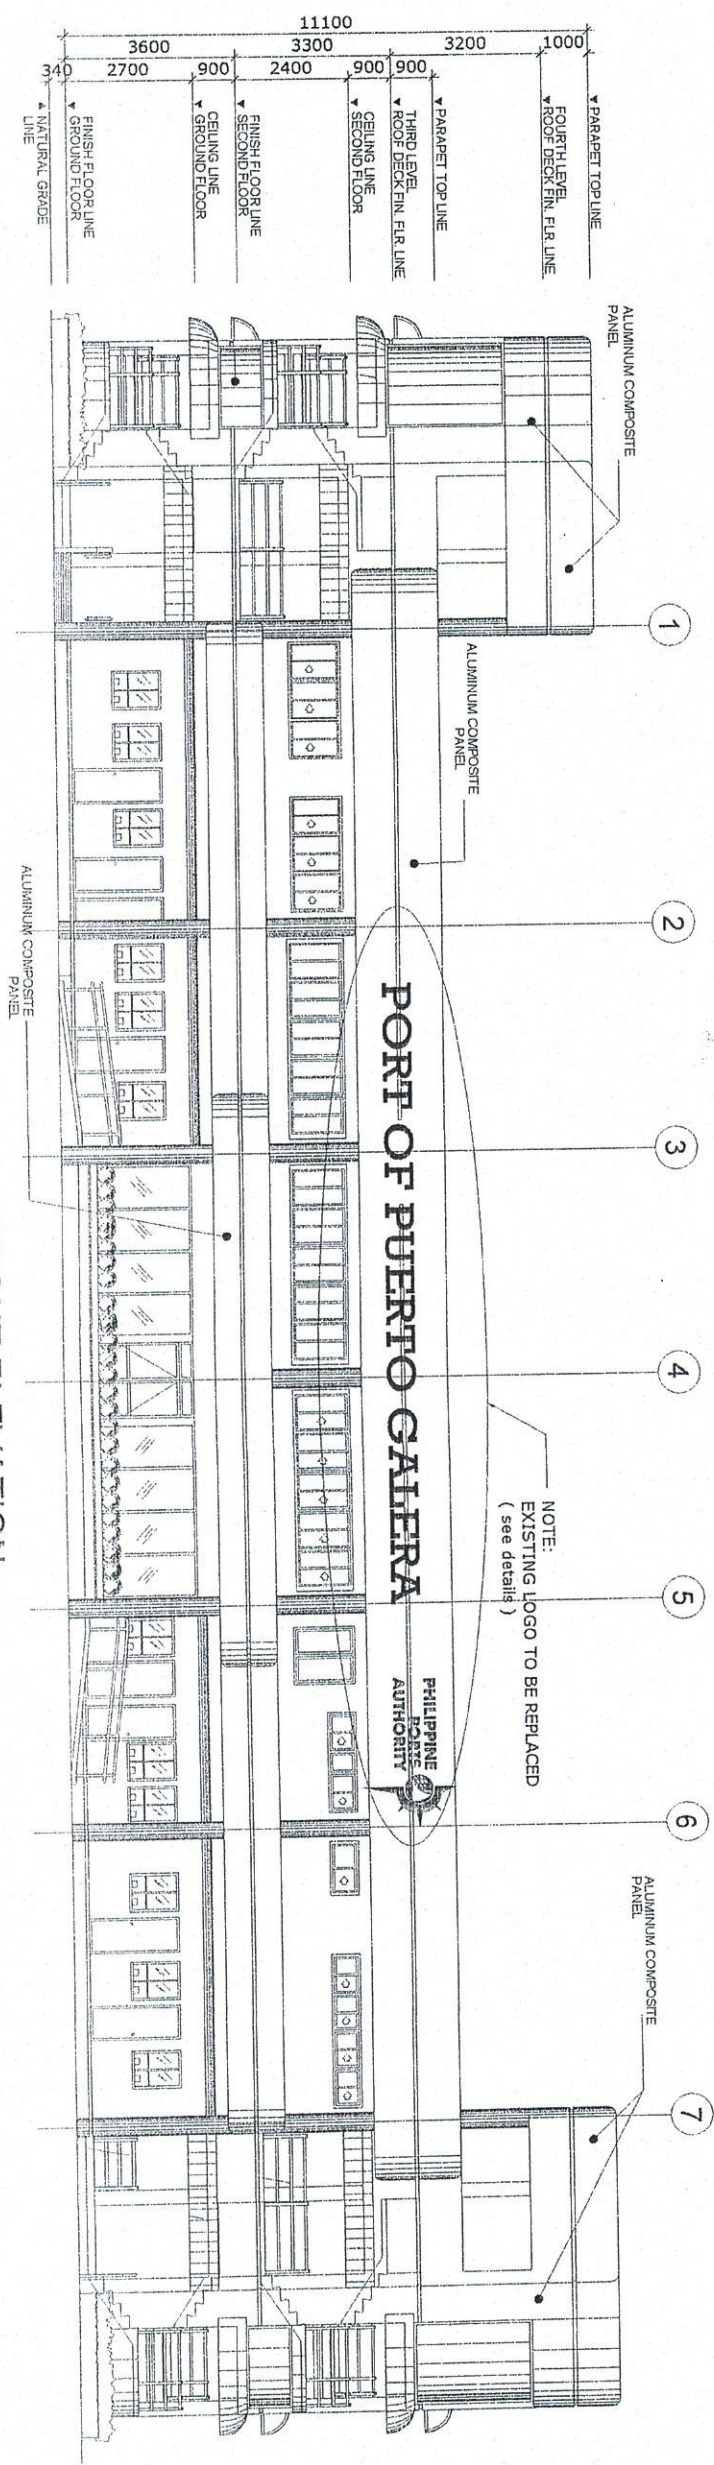 11100
3600
3300
3200
1000
340
2700
900
2400
900
900
PARAPET TOP LINE
FOURTH LEVEL
ROOF DECK FIN. FLR. LINE
PARAPET TOP LINE
THIRD LEVEL
ROOF DECK FIN. FLR. LINE
CEILING LINE
SECOND FLOOR
FINISH FLOOR LINE
SECOND FLOOR
CEILING LINE
GROUND FLOOR
FINISH FLOOR LINE
GROUND FLOOR
NATURAL GRADE
LINE
ALUMINUM COMPOSITE
PANEL
1
2
3
4
5
6
7
ALUMINUM COMPOSITE
PANEL
NOTE:
EXISTING LOGO TO BE REPLACED
( see details )
ALUMINUM COMPOSITE
PANEL
PORT OF PUERTO GALERA
PHILIPPINE
PORTS
AUTHORITY
ALUMINUM COMPOSITE
PANEL